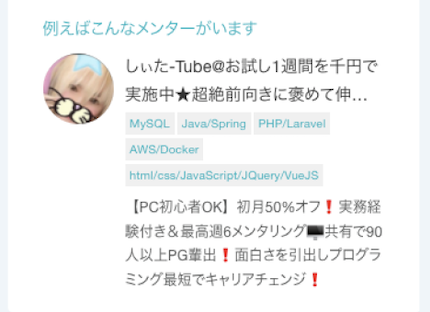 例えばこんなメンターがいます
しぃた-Tube@お試し1週間を千円で
実施中★超絶前向きに褒めて伸...
MySQL Java/Spring PHP/Laravel
AWS/Docker
html/css/JavaScript/JQuery/VueJS
【PC初心者OK】初月50%オフ❗実務経
験付き＆最高週6メンタリング🖥共有で90
人以上PG輩出❗面白さを引出しプログラ
ミング最短でキャリアチェンジ❗